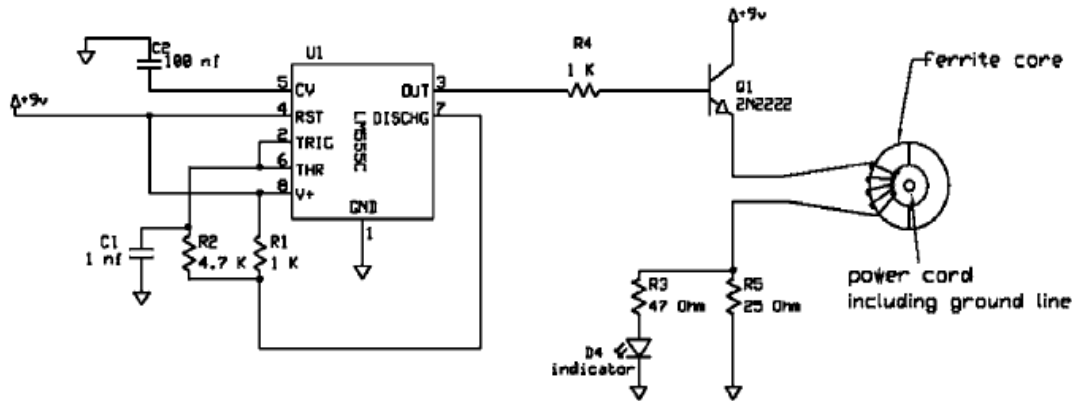 C2
100 nf
U1
5
CV
OUT
3
+9v
4
RST
DISCHG
7
2
TRIG
LM555C
6
THR
8
V+
GND
1
C1
1 nf
R2
4.7 K
R1
1 K
R4
1 K
+9v
Q1
2N2222
ferrite core
power cord
including ground line
R3
47 Ohm
R5
25 Ohm
D4
indicator